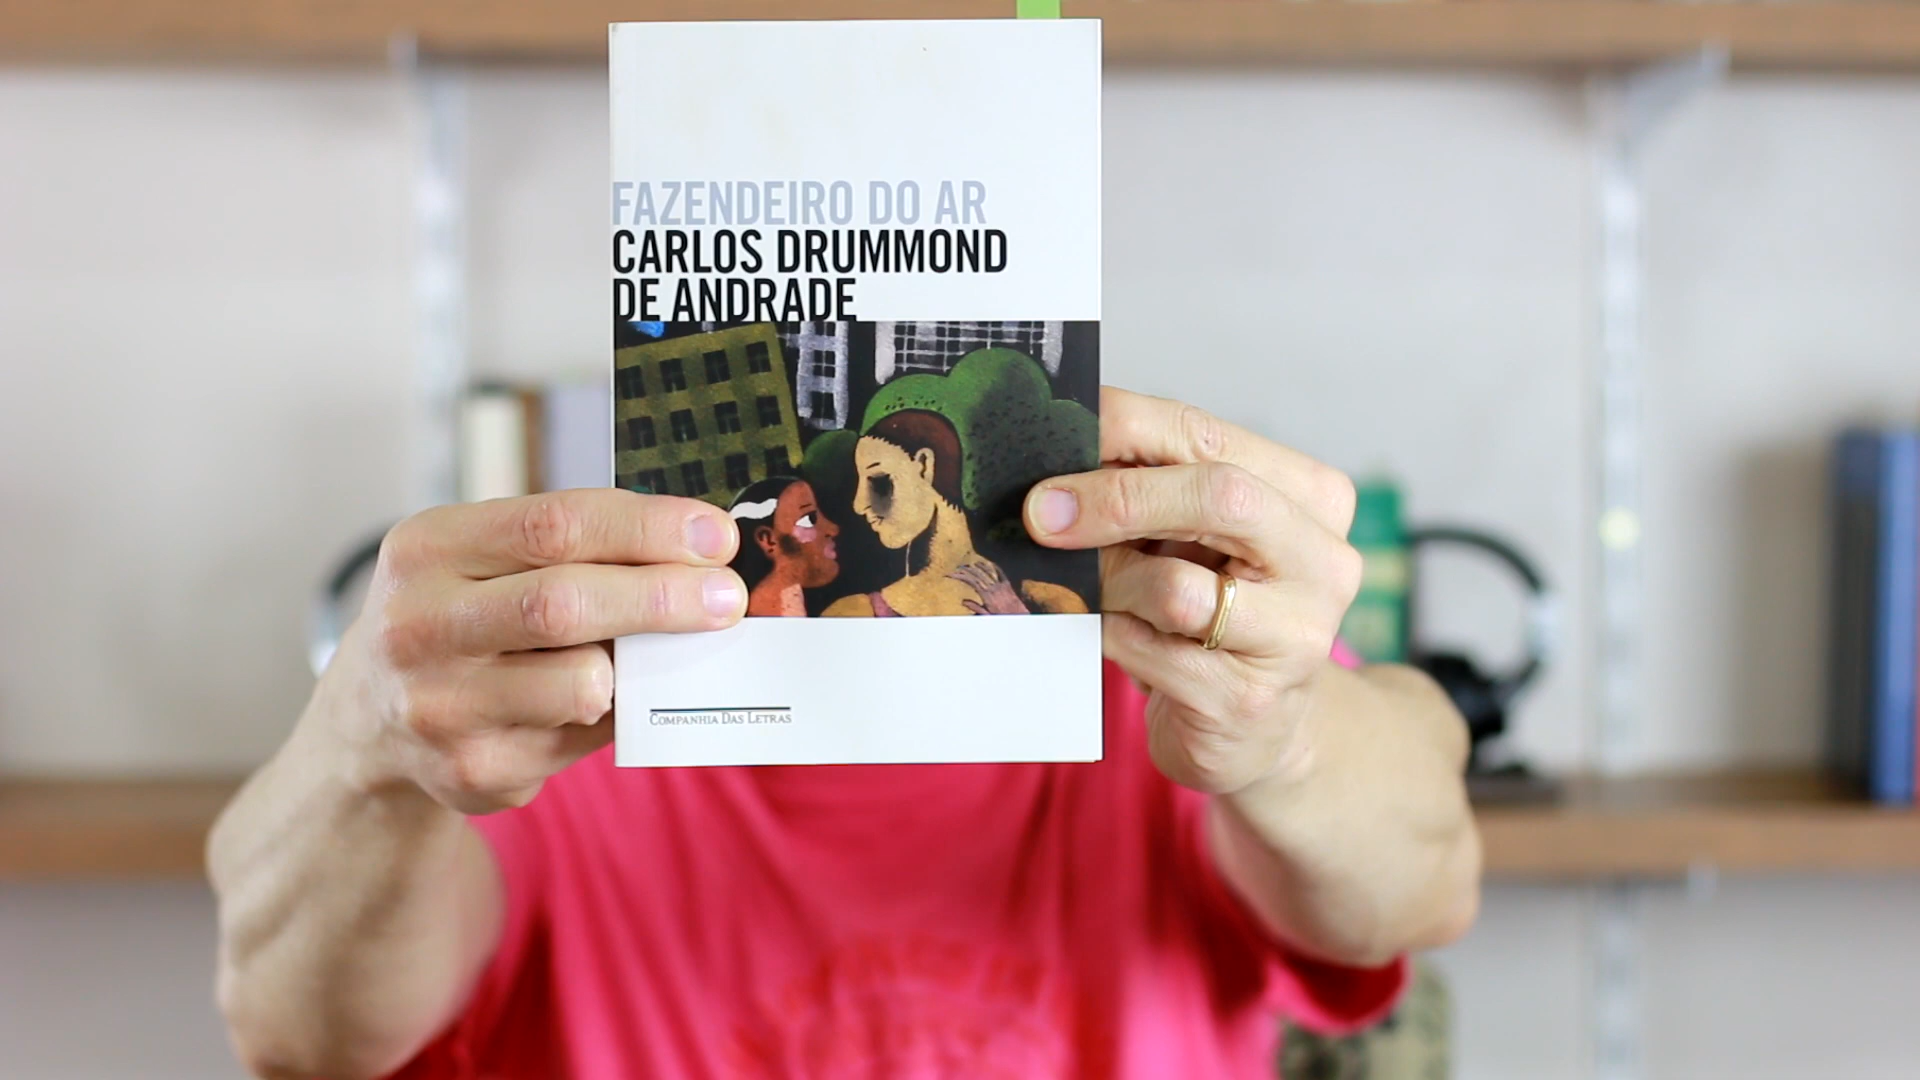 FAZENDEIRO DO AR
CARLOS DRUMMOND
DE ANDRADE
COMPANHIA DAS LETRAS